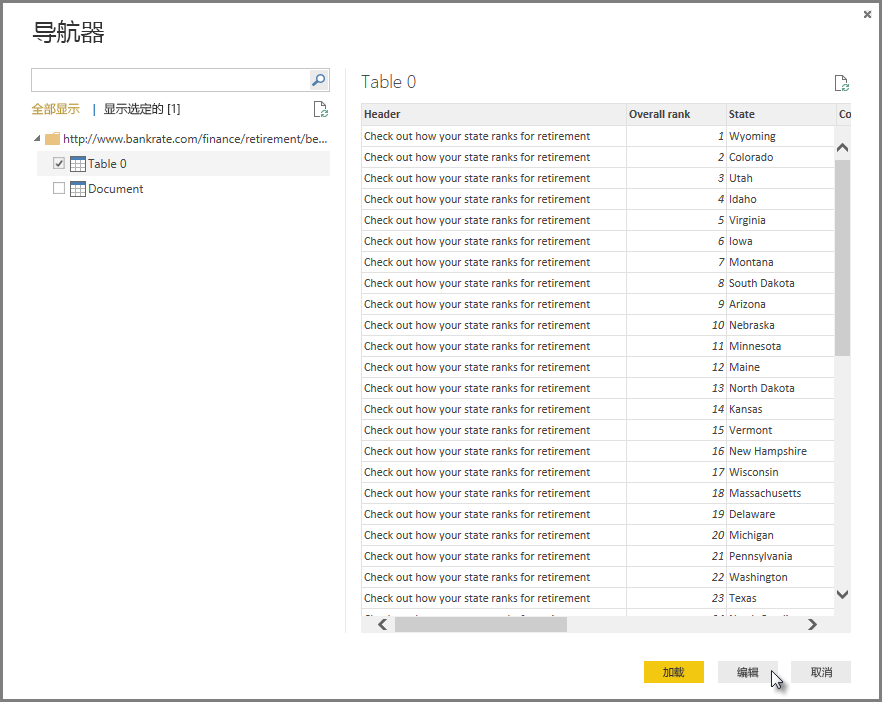 导航器
全部显示 | 显示选定的 [1]
http://www.bankrate.com/finance/retirement/be...
Table 0
Document
Table 0
Header Overall rank State Co
Check out how your state ranks for retirement 1 Wyoming
Check out how your state ranks for retirement 2 Colorado
Check out how your state ranks for retirement 3 Utah
Check out how your state ranks for retirement 4 Idaho
Check out how your state ranks for retirement 5 Virginia
Check out how your state ranks for retirement 6 Iowa
Check out how your state ranks for retirement 7 Montana
Check out how your state ranks for retirement 8 South Dakota
Check out how your state ranks for retirement 9 Arizona
Check out how your state ranks for retirement 10 Nebraska
Check out how your state ranks for retirement 11 Minnesota
Check out how your state ranks for retirement 12 Maine
Check out how your state ranks for retirement 13 North Dakota
Check out how your state ranks for retirement 14 Kansas
Check out how your state ranks for retirement 15 Vermont
Check out how your state ranks for retirement 16 New Hampshire
Check out how your state ranks for retirement 17 Wisconsin
Check out how your state ranks for retirement 18 Massachusetts
Check out how your state ranks for retirement 19 Delaware
Check out how your state ranks for retirement 20 Michigan
Check out how your state ranks for retirement 21 Pennsylvania
Check out how your state ranks for retirement 22 Washington
Check out how your state ranks for retirement 23 Texas
加载 编辑 取消